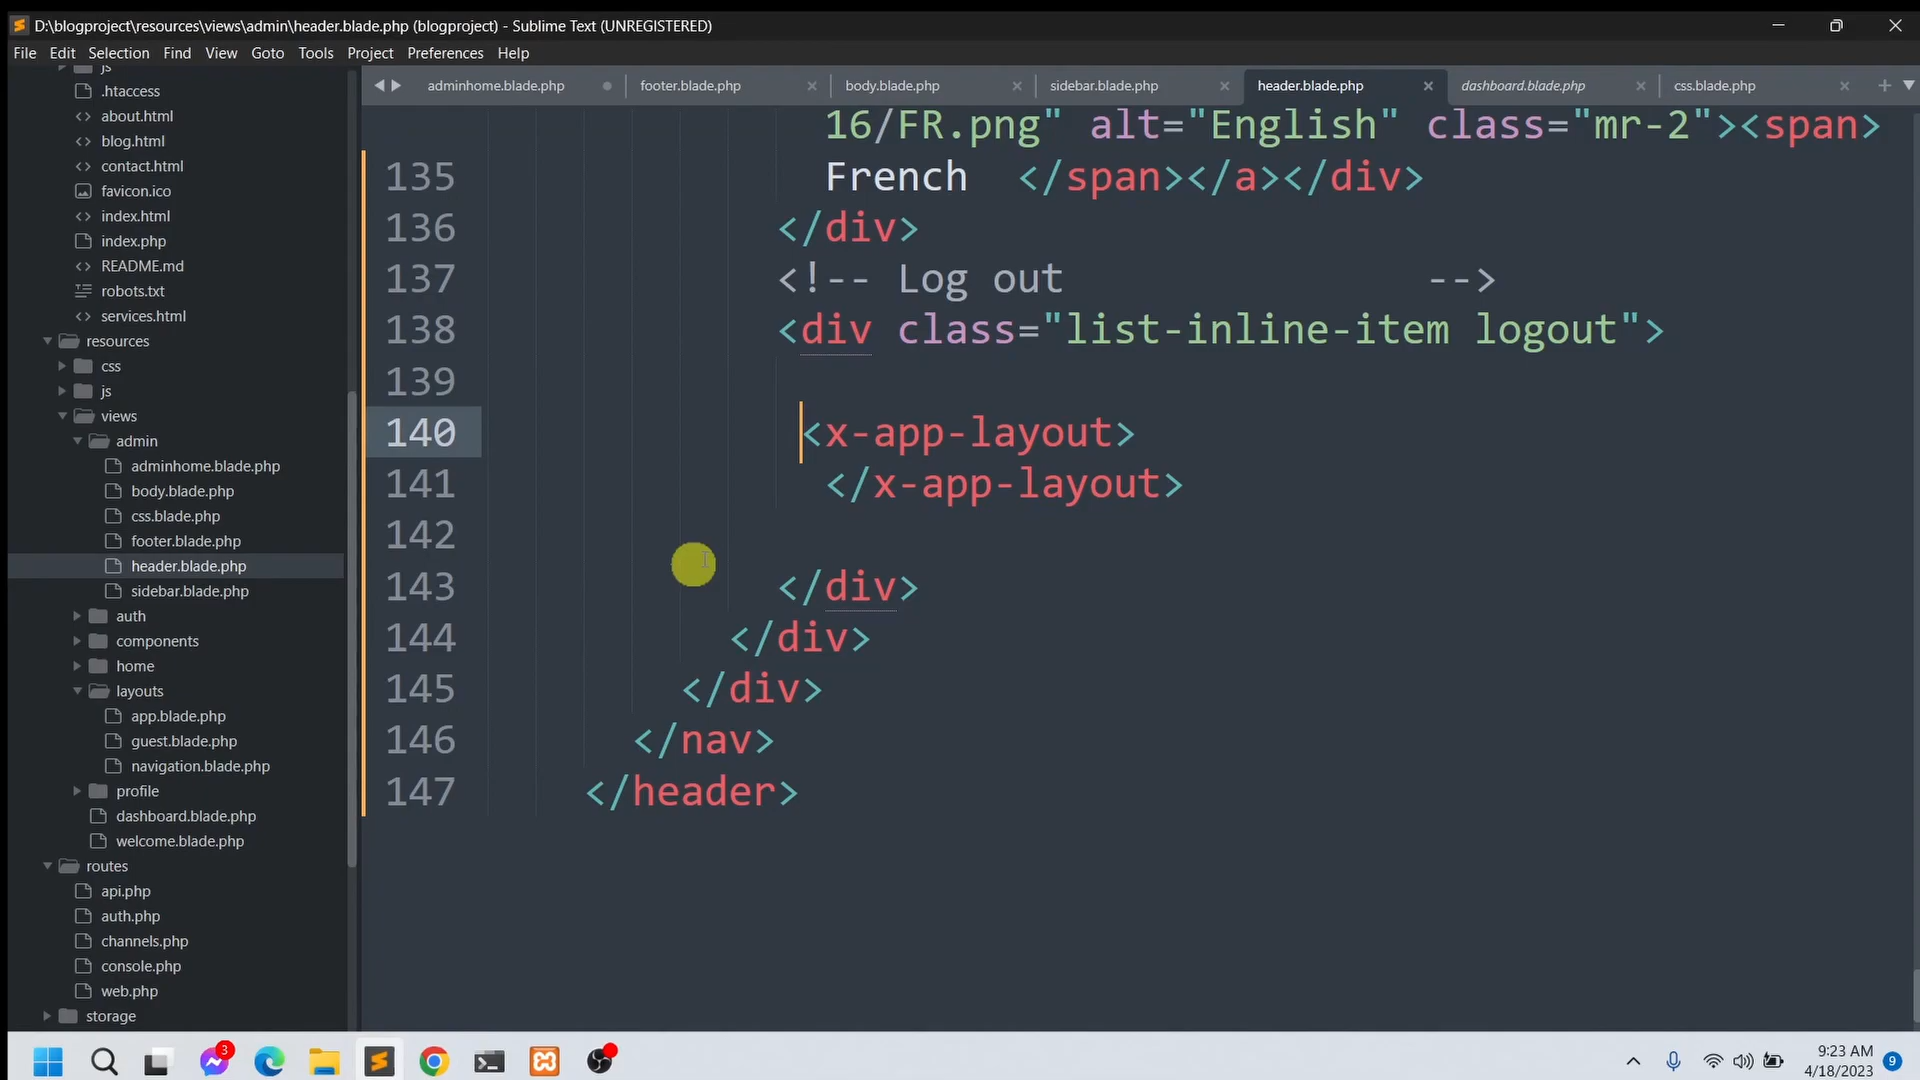 D:\blogproject\resources\views\admin\header.blade.php (blogproject) - Sublime Text (UNREGISTERED)
File Edit Selection Find View Goto Tools Project Preferences Help
adminhome.blade.php footer.blade.php body.blade.php sidebar.blade.php header.blade.php dashboard.blade.php css.blade.php
js
.htaccess
about.html
blog.html
contact.html
favicon.ico
index.html
index.php
README.md
robots.txt
services.html
resources
css
js
views
admin
adminhome.blade.php
body.blade.php
css.blade.php
footer.blade.php
header.blade.php
sidebar.blade.php
auth
components
home
layouts
app.blade.php
guest.blade.php
navigation.blade.php
profile
dashboard.blade.php
welcome.blade.php
routes
api.php
auth.php
channels.php
console.php
web.php
storage
16/FR.png" alt="English" class="mr-2"><span>
135 French </span></a></div>
136 </div>
137 <!-- Log out -->
138 <div class="list-inline-item logout">
139
140 <x-app-layout>
141 </x-app-layout>
142
143 </div>
144 </div>
145 </div>
146 </nav>
147 </header>
3
9:23 AM
4/18/2023
9